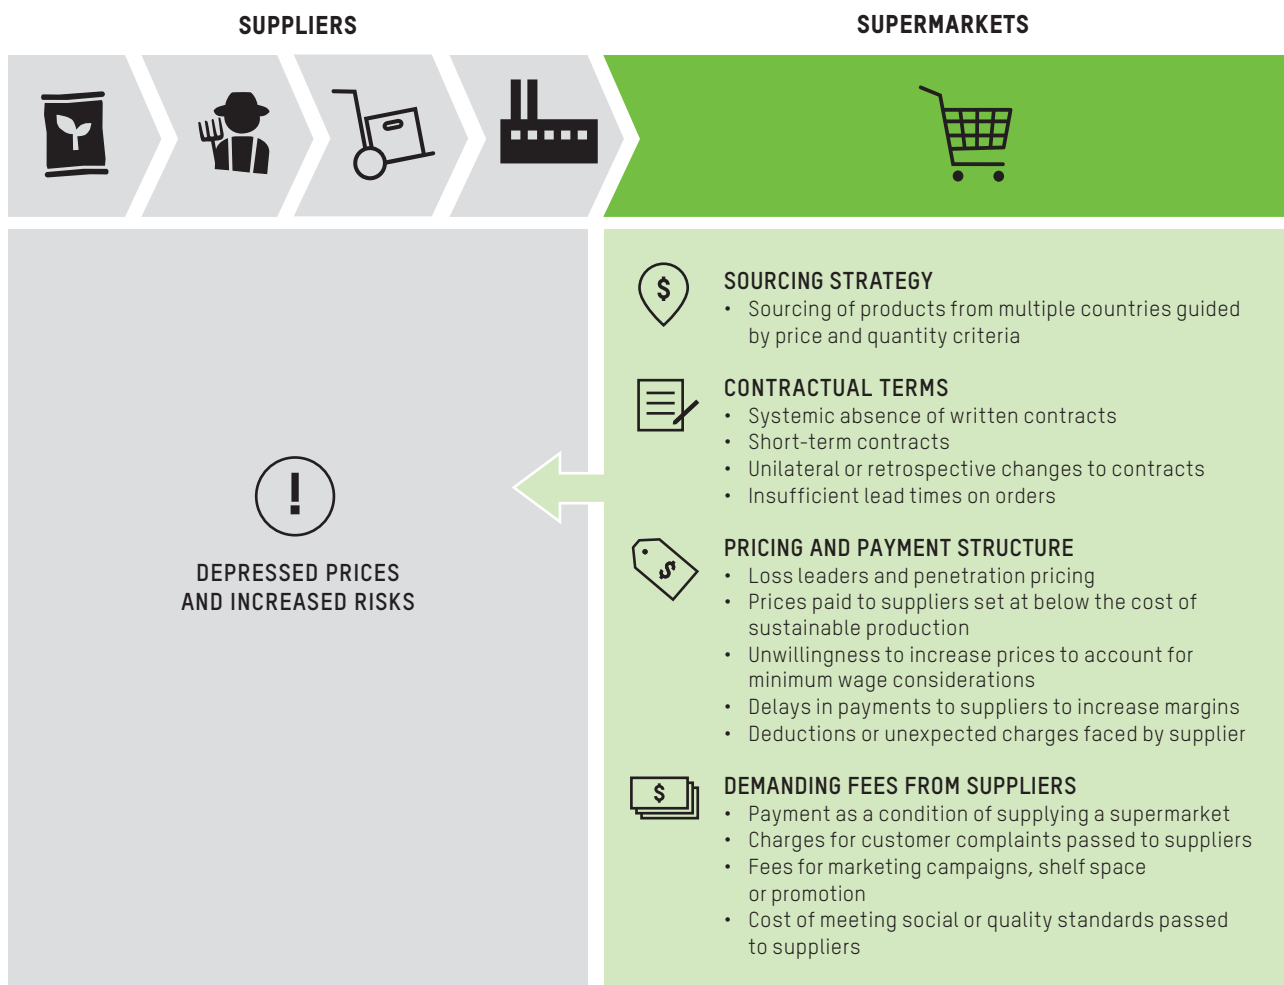 SUPPLIERS
SUPERMARKETS
$ SOURCING STRATEGY
• Sourcing of products from multiple countries guided
by price and quantity criteria
CONTRACTUAL TERMS
• Systemic absence of written contracts
• Short-term contracts
• Unilateral or retrospective changes to contracts
• Insufficient lead times on orders
!
DEPRESSED PRICES
AND INCREASED RISKS
$ PRICING AND PAYMENT STRUCTURE
• Loss leaders and penetration pricing
• Prices paid to suppliers set at below the cost of
sustainable production
• Unwillingness to increase prices to account for
minimum wage considerations
• Delays in payments to suppliers to increase margins
• Deductions or unexpected charges faced by supplier
$ DEMANDING FEES FROM SUPPLIERS
• Payment as a condition of supplying a supermarket
• Charges for customer complaints passed to suppliers
• Fees for marketing campaigns, shelf space
or promotion
• Cost of meeting social or quality standards passed
to suppliers